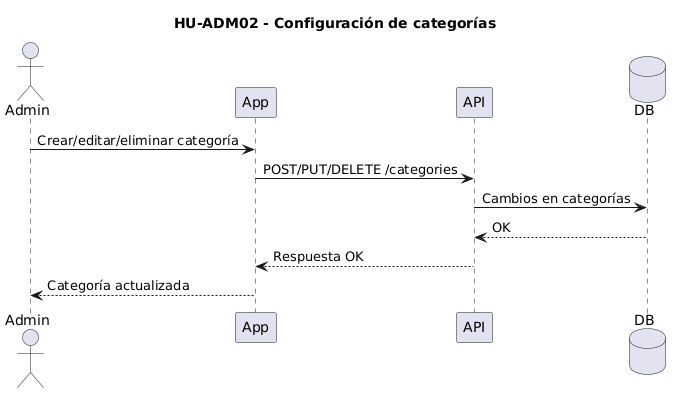 HU-ADM02 - Configuración de categorías
Admin
App
API
DB
Crear/editar/eliminar categoría
POST/PUT/DELETE /categories
Cambios en categorías
OK
Respuesta OK
Categoría actualizada
Admin
App
API
DB